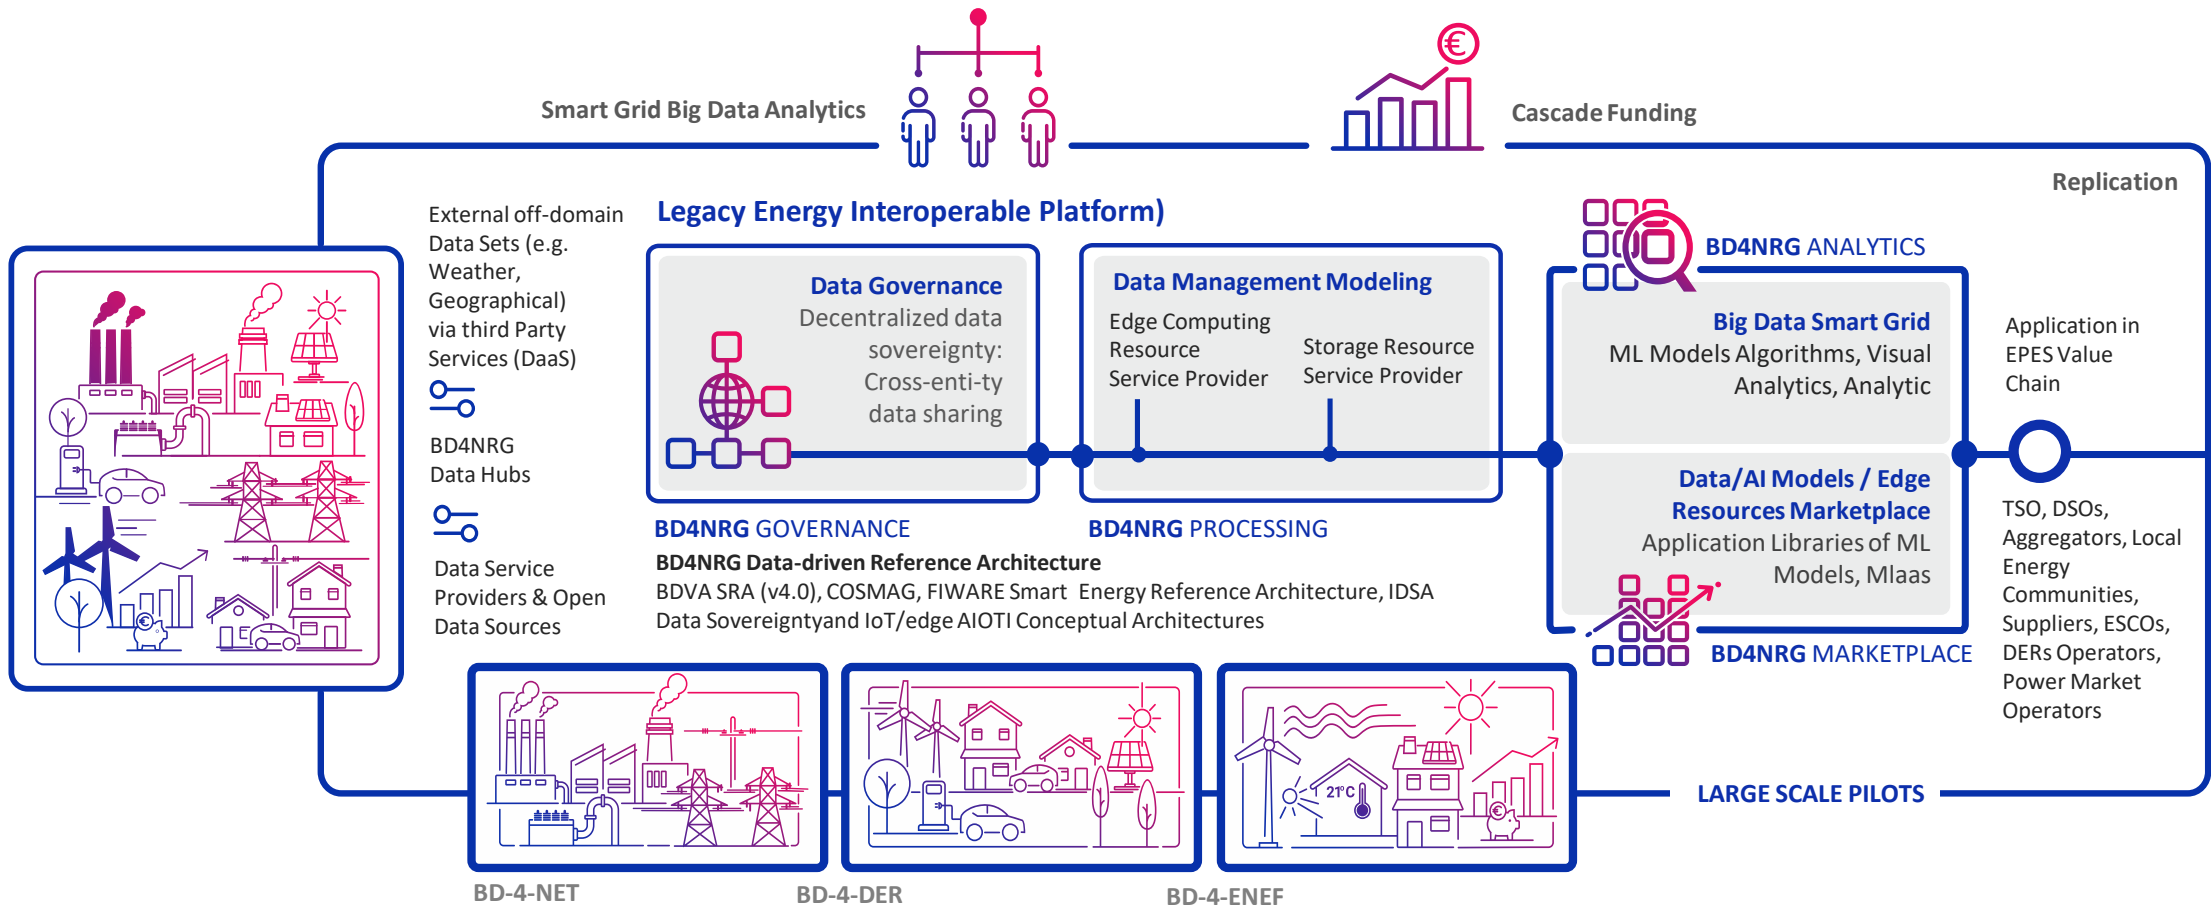 Smart Grid Big Data Analytics
Cascade Funding
Replication
External off-domain
Data Sets (e.g.
Weather,
Geographical)
via third Party
Services (DaaS)
BD4NRG
Data Hubs
Data Service
Providers & Open
Data Sources
Legacy Energy Interoperable Platform)
Data Governance
Decentralized data
sovereignty:
Cross-enti-ty
data sharing
BD4NRG GOVERNANCE
Data Management Modeling
Edge Computing
Resource
Service Provider
Storage Resource
Service Provider
BD4NRG PROCESSING
BD4NRG Data-driven Reference Architecture
BDVA SRA (v4.0), COSMAG, FIWARE Smart Energy Reference Architecture, IDSA
Data Sovereigntyand IoT/edge AIOTI Conceptual Architectures
BD4NRG ANALYTICS
Big Data Smart Grid
ML Models Algorithms, Visual
Analytics, Analytic
Data/AI Models / Edge
Resources Marketplace
Application Libraries of ML
Models, Mlaas
BD4NRG MARKETPLACE
Application in
EPES Value
Chain
TSO, DSOs,
Aggregators, Local
Energy
Communities,
Suppliers, ESCOs,
DERs Operators,
Power Market
Operators
21°C
LARGE SCALE PILOTS
BD-4-NET
BD-4-DER
BD-4-ENEF